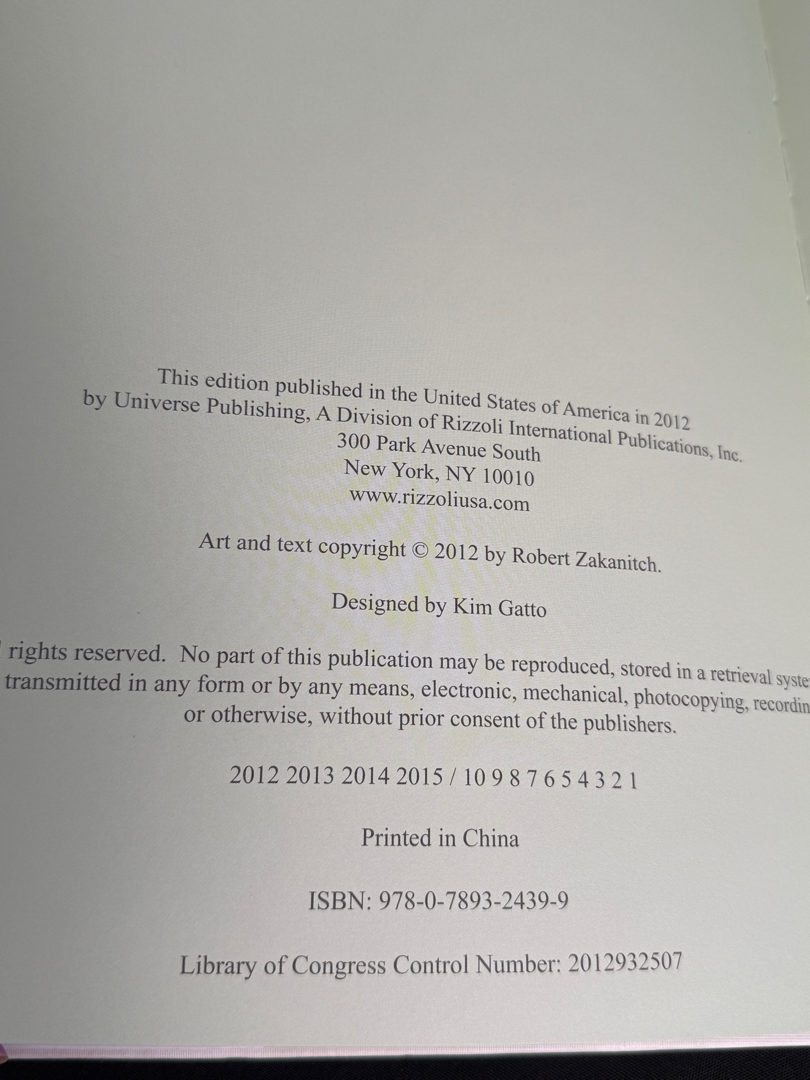 This edition published in the United States of America in 2012
by Universe Publishing, A Division of Rizzoli International Publications, Inc.
300 Park Avenue South
New York, NY 10010
www.rizzoliusa.com
Art and text copyright © 2012 by Robert Zakanitch.
Designed by Kim Gatto
rights reserved. No part of this publication may be reproduced, stored in a retrieval
transmitted in any form or by any means, electronic, mechanical, photocopying,
or otherwise, without prior consent of the publishers.
2012 2013 2014 2015 / 10 9 8 7 6 5 4 3 2 1
Printed in China
ISBN: 978-0-7893-2439-9
Library of Congress Control Number: 2012932507